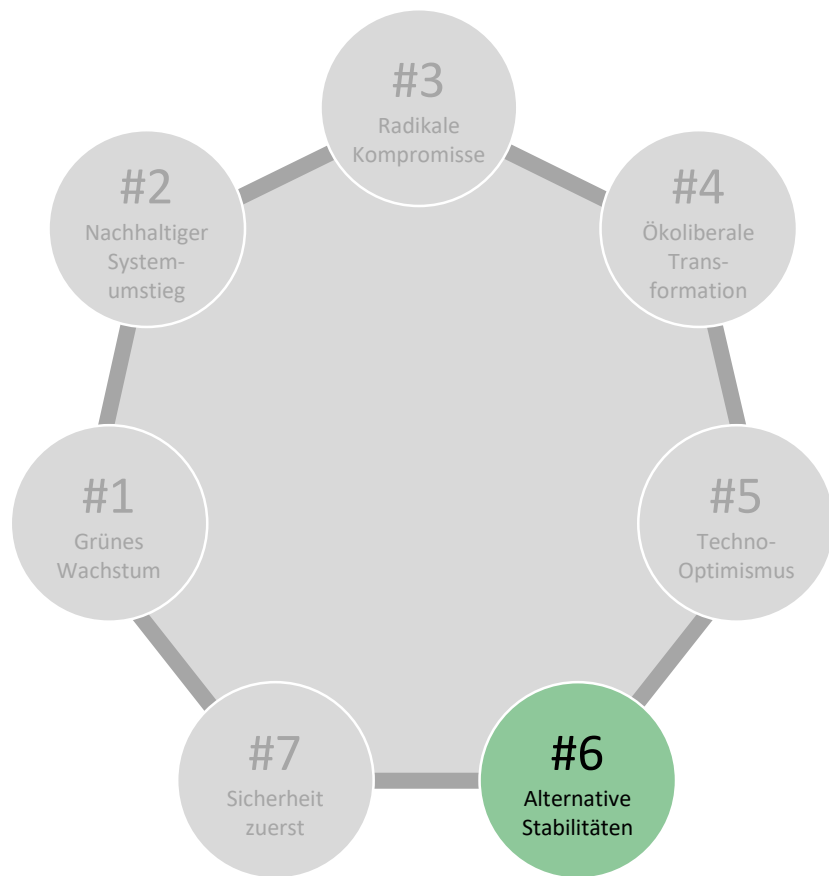 #3
Radikale
Kompromisse
#2
Nachhaltiger
System-
umstieg
#4
Ökoliberale
Trans-
formation
#1
Grünes
Wachstum
#5
Techno-
Optimismus
#7
Sicherheit
zuerst
#6
Alternative
Stabilitäten